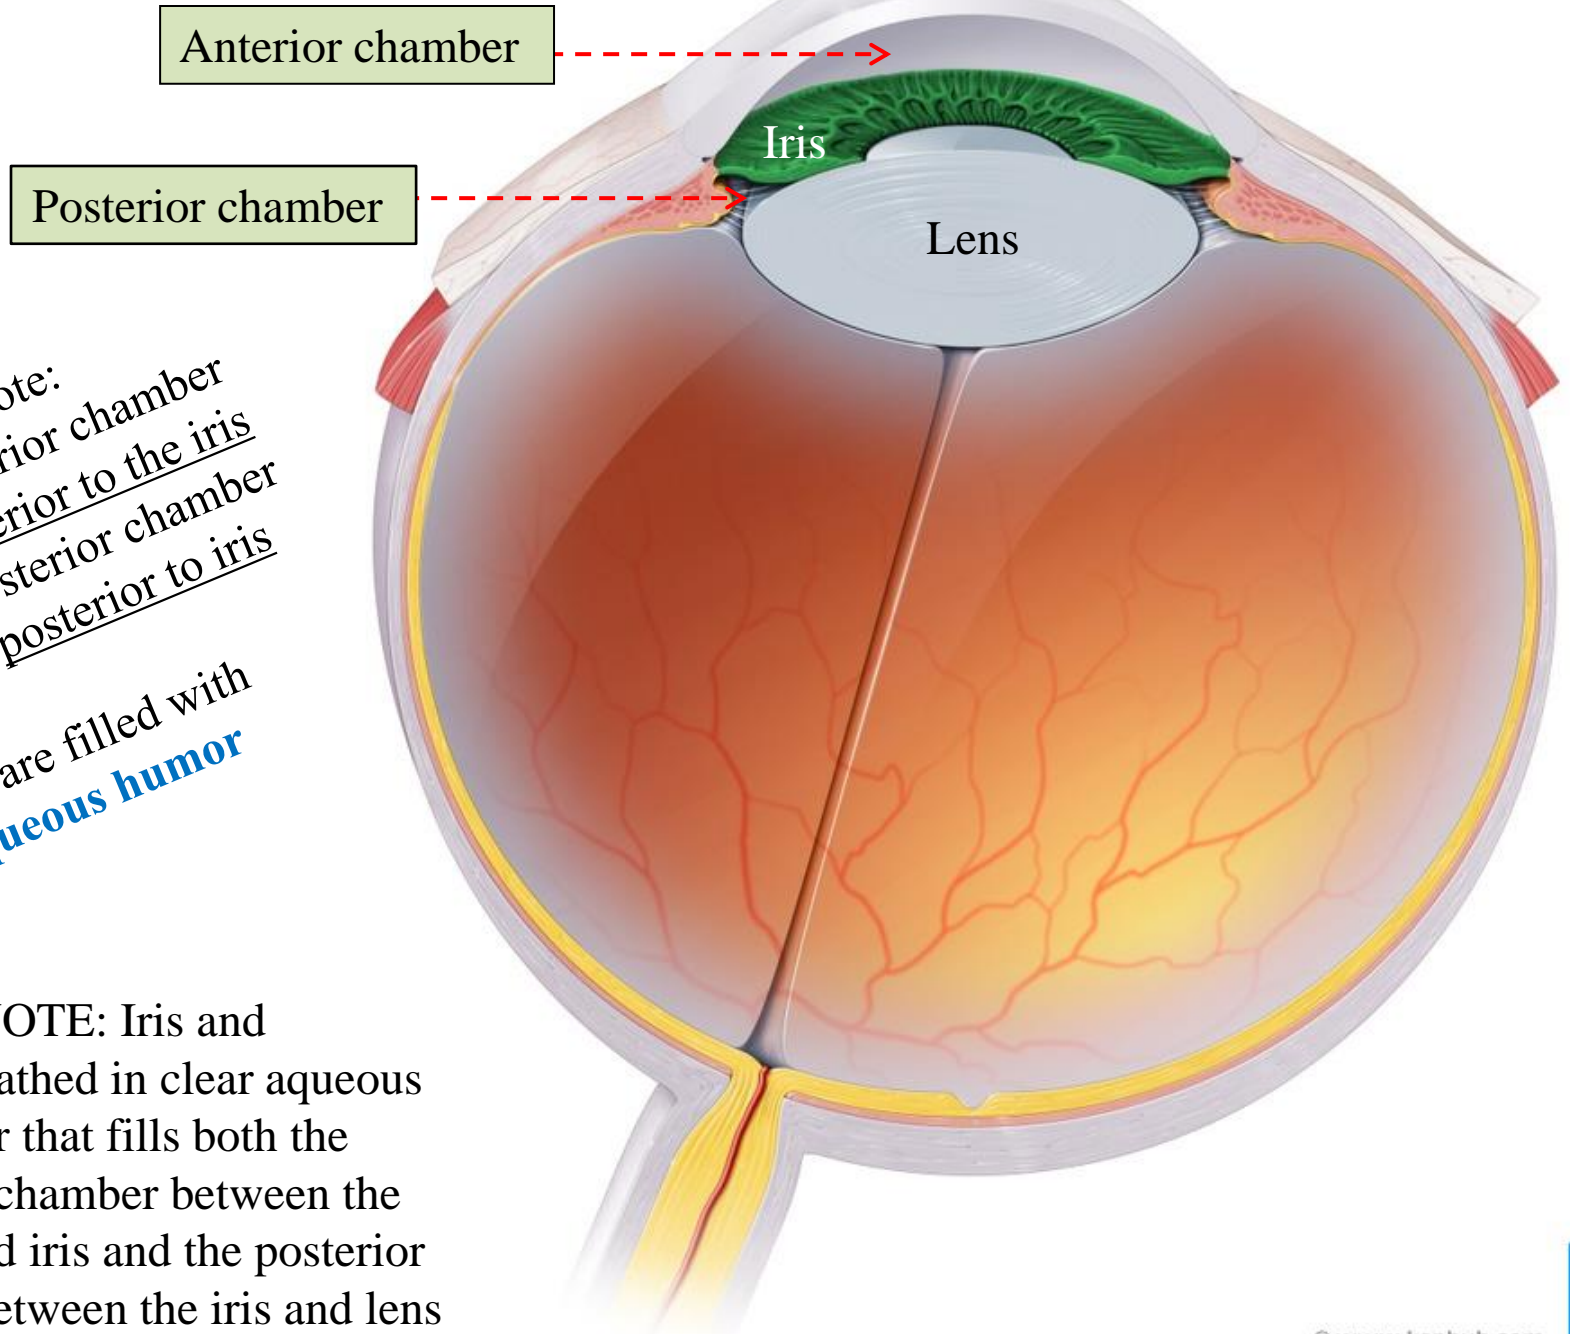 Anterior chamber
Iris
Posterior chamber
Lens
ote:
rior chamber
erior to the iris
sterior chamber
posterior to iris
are filled with
queous humor
OTE: Iris and
athed in clear aqueous
r that fills both the
chamber between the
d iris and the posterior
etween the iris and lens